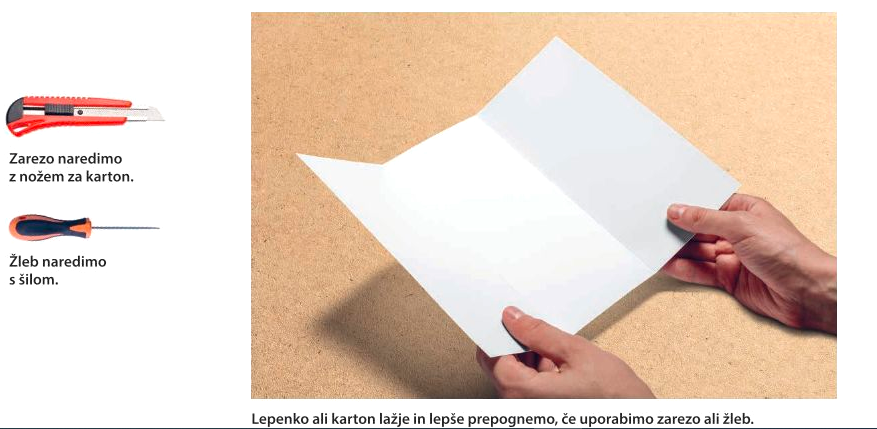 Zarezo naredimo
z nožem za karton.
Žleb naredimo
s šilom.
Lepenko ali karton lažje in lepše prepognemo, če uporabimo zarezo ali žleb.